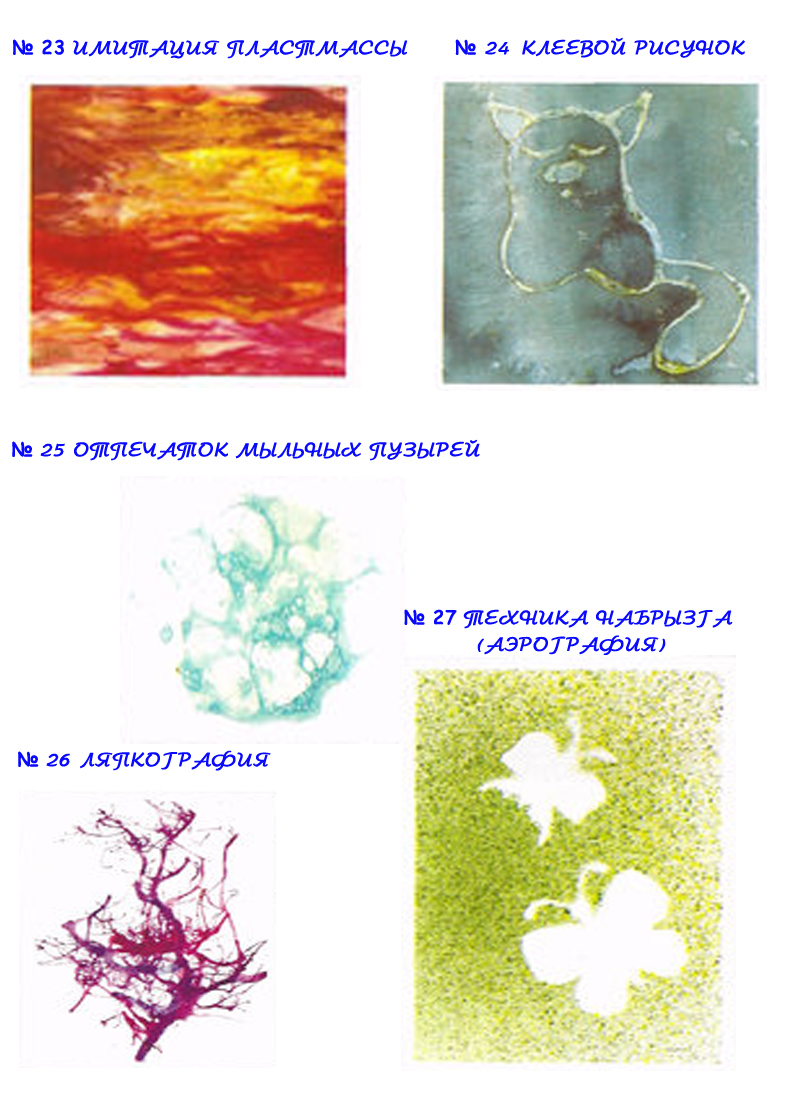 № 23 ИМИТАЦИЯ ПЛАСТМАССЫ
№ 24 КЛЕЕВОЙ РИСУНОК
№ 25 ОТПЕЧАТОК МЫЛЬНЫХ ПУЗЫРЕЙ
№ 27 ТЕХНИКА НАБРЫЗГА
(АЭРОГРАФИЯ)
№ 26 ЛЯПКОГРАФИЯ